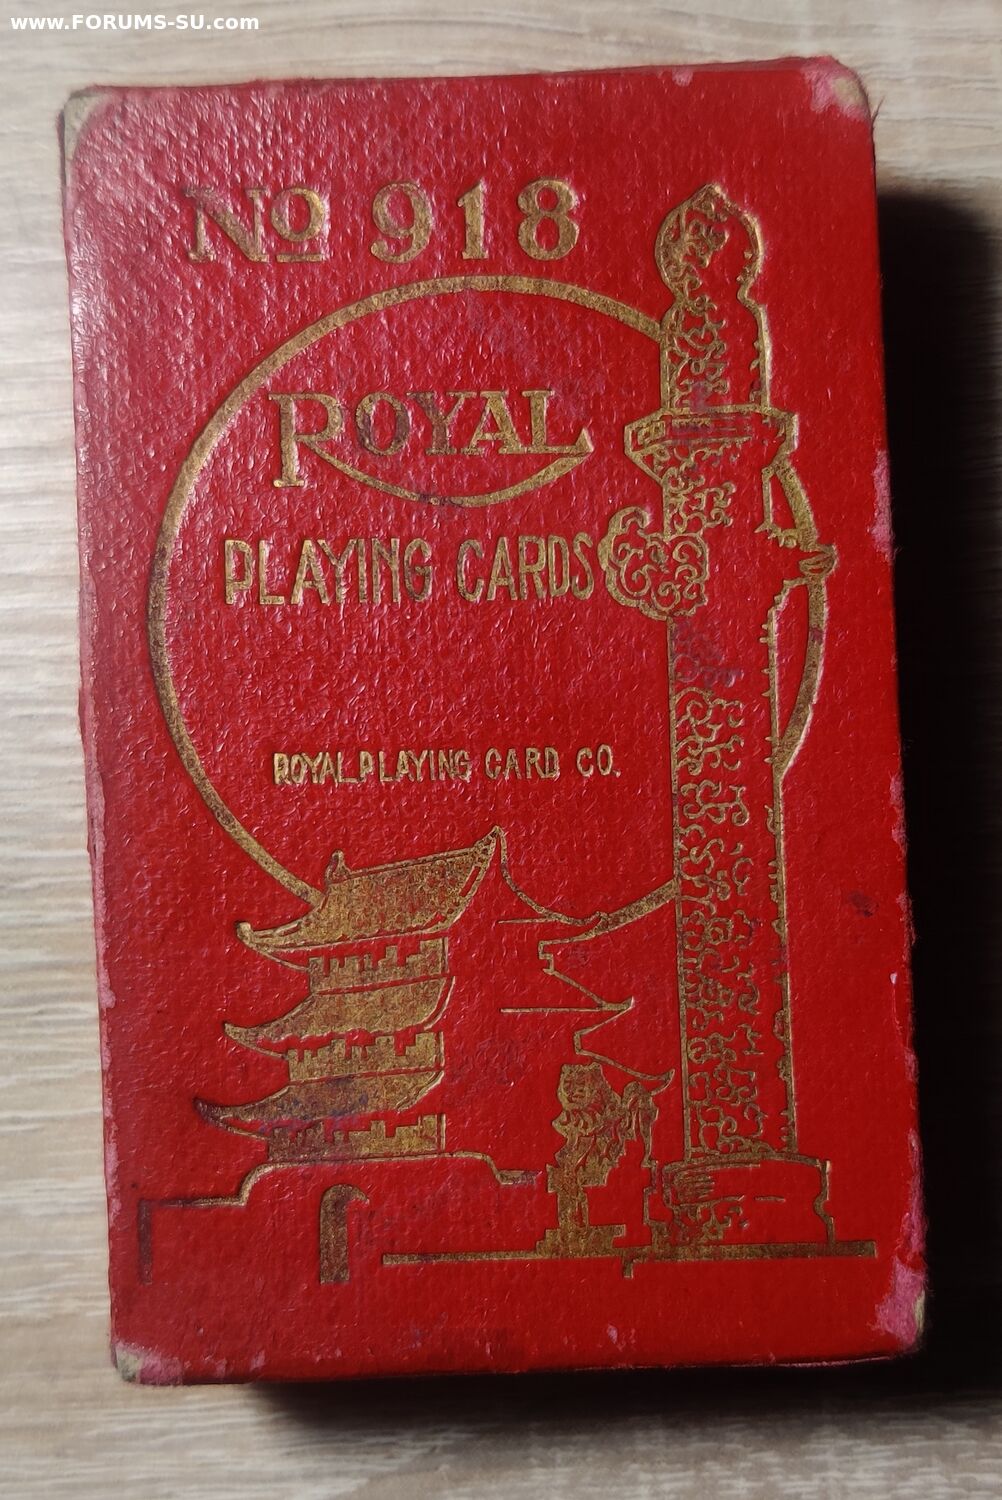 www.FORUMS-SU.com
No 918
ROYAL
PLAYING CARDS
ROYAL PLAYING CARD CO.